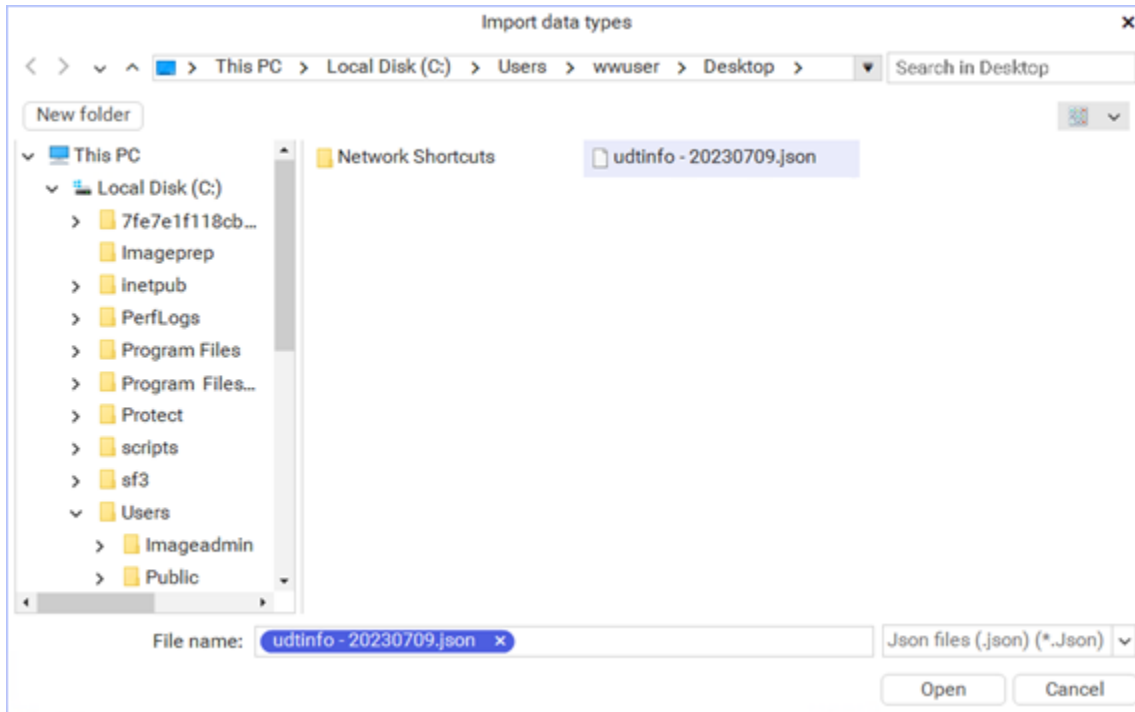 Import data types
This PC > Local Disk (C:) > Users > wwuser > Desktop >
Search in Desktop
New folder
This PC
Local Disk (C:)
7fe7e1f118cb...
Imageprep
inetpub
PerfLogs
Program Files
Program Files...
Protect
scripts
sf3
Users
Imageadmin
Public
Network Shortcuts
udtinfo - 20230709.json
File name: udtinfo - 20230709.json ×
Json files (.json) (*.Json)
Open Cancel